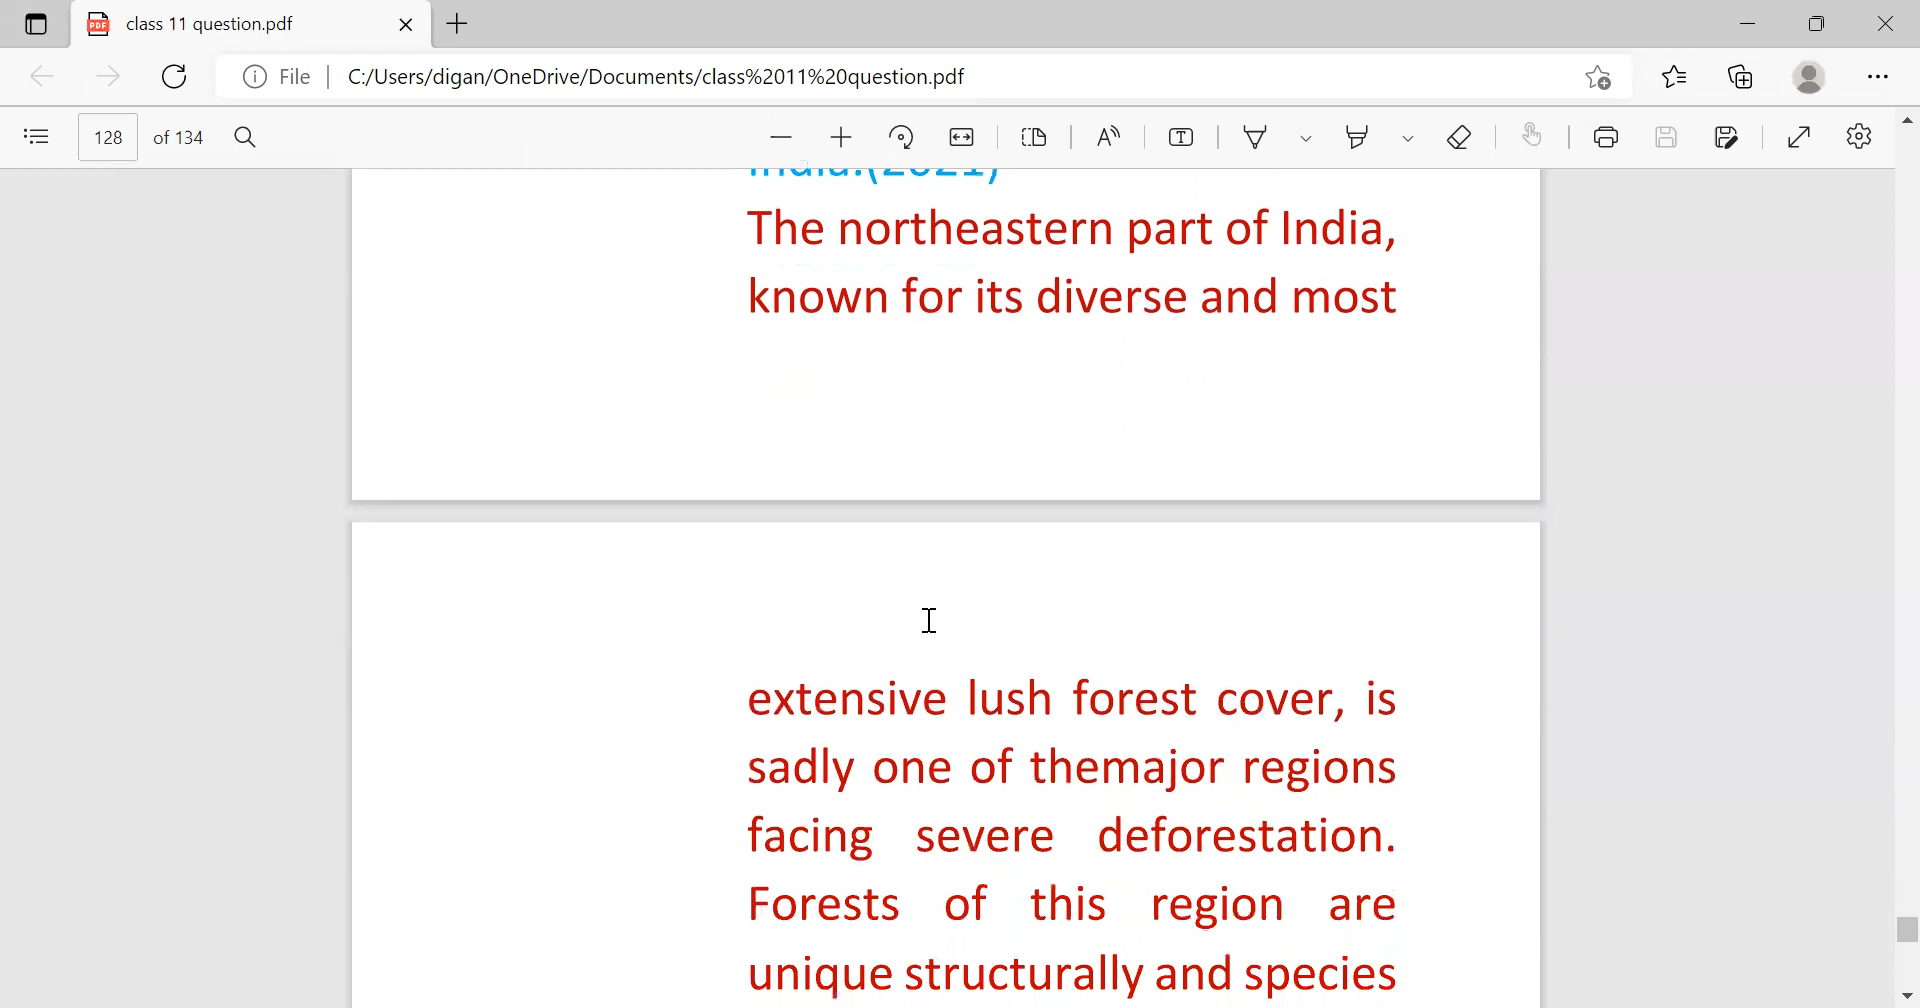 class 11 question.pdf
File
C:/Users/digan/OneDrive/Documents/class%2011%20question.pdf
128 of 134
India.(2021)
The northeastern part of India,
known for its diverse and most
extensive lush forest cover, is
sadly one of themajor regions
facing severe deforestation.
Forests of this region are
unique structurally and species